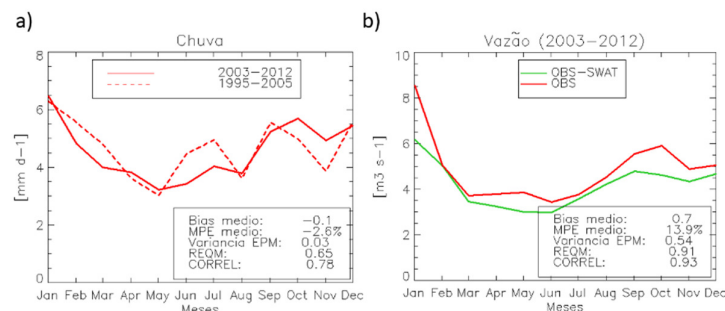 a)
Chuva
[mm d-1]
8
6
4
2
0
2003-2012
1995-2005
Bias medio: -0.1
MPE medio: -2.6%
Variancia EPM: 0.03
REQM: 0.65
CORREL: 0.78
Jan Feb Mar Apr May Jun Jul Aug Sep Oct Nov Dec
Meses
b)
Vazão (2003-2012)
[m3 s-1]
10
8
6
4
2
0
OBS-SWAT
OBS
Bias medio: 0.7
MPE medio: 13.9%
Variancia EPM: 0.54
REQM: 0.91
CORREL: 0.93
Jan Feb Mar Apr May Jun Jul Aug Sep Oct Nov Dec
Meses